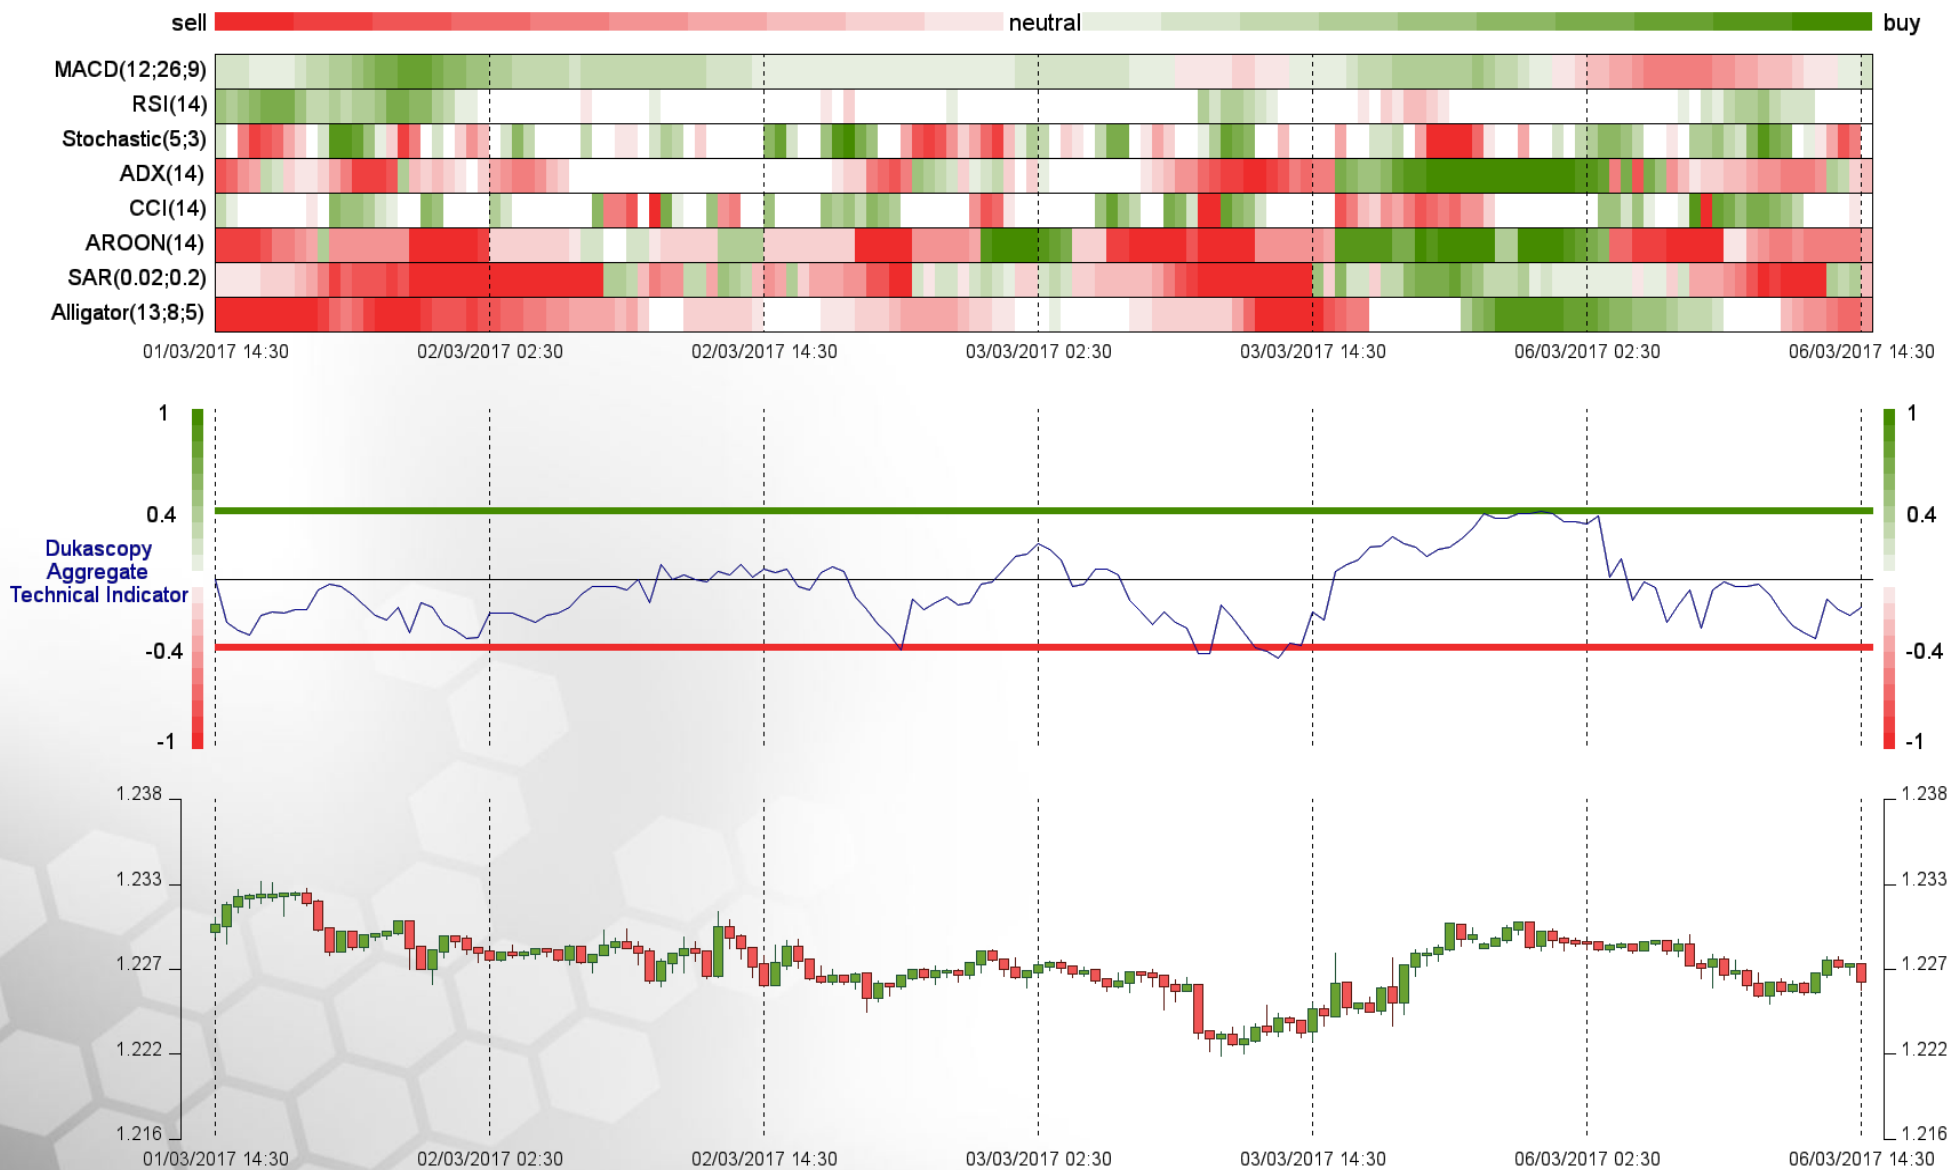 sell neutral buy
MACD(12;26;9)
RSI(14)
Stochastic(5;3)
ADX(14)
CCI(14)
AROON(14)
SAR(0.02;0.2)
Alligator(13;8;5)
01/03/2017 14:30 02/03/2017 02:30 02/03/2017 14:30 03/03/2017 02:30 03/03/2017 14:30 06/03/2017 02:30 06/03/2017 14:30
1 1
0.4 0.4
Dukascopy
Aggregate
Technical Indicator
-0.4 -0.4
-1 -1
1.238 1.238
1.233 1.233
1.227 1.227
1.222 1.222
1.216 1.216
01/03/2017 14:30 02/03/2017 02:30 02/03/2017 14:30 03/03/2017 02:30 03/03/2017 14:30 06/03/2017 02:30 06/03/2017 14:30